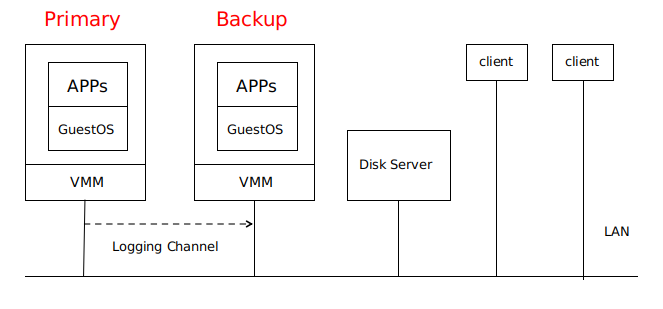 Primary
Backup
APPs
GuestOS
VMM
APPs
GuestOS
VMM
Logging Channel
Disk Server
client
client
LAN